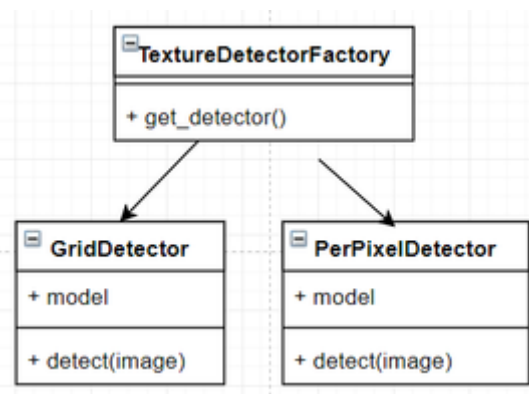 TextureDetectorFactory
+ get_detector()
GridDetector
+ model
+ detect(image)
PerPixelDetector
+ model
+ detect(image)